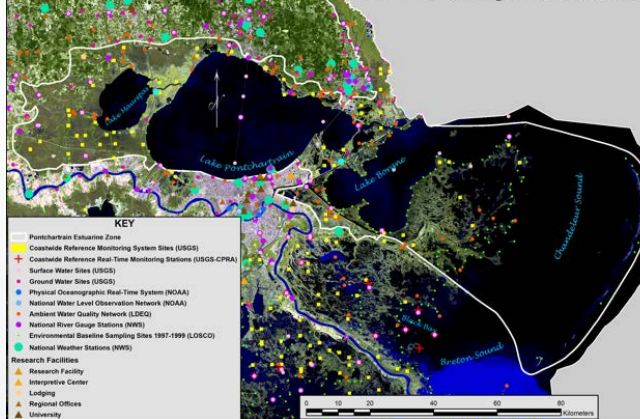 Lake Maurepas
Lake Pontchartrain
Lake Borgne
Chandeleur Sound
Black Bay
Breton Sound
KEY
Pontchartrain Estuarine Zone
Coastwide Reference Monitoring System Sites (USGS)
Coastwide Reference Real-Time Monitoring Stations (USGS-CPRA)
Surface Water Sites (USGS)
Ground Water Sites (USGS)
Physical Oceanographic Real-Time System (NOAA)
National Water Level Observation Network (NOAA)
Ambient Water Quality Network (LDEQ)
National River Gauge Stations (NWS)
Environmental Baseline Sampling Sites 1997-1999 (LOSCO)
National Weather Stations (NWS)
Research Facilities
Research Facility
Interpretive Center
Lodging
Regional Offices
University
0 10 20 40 60 80
Kilometers